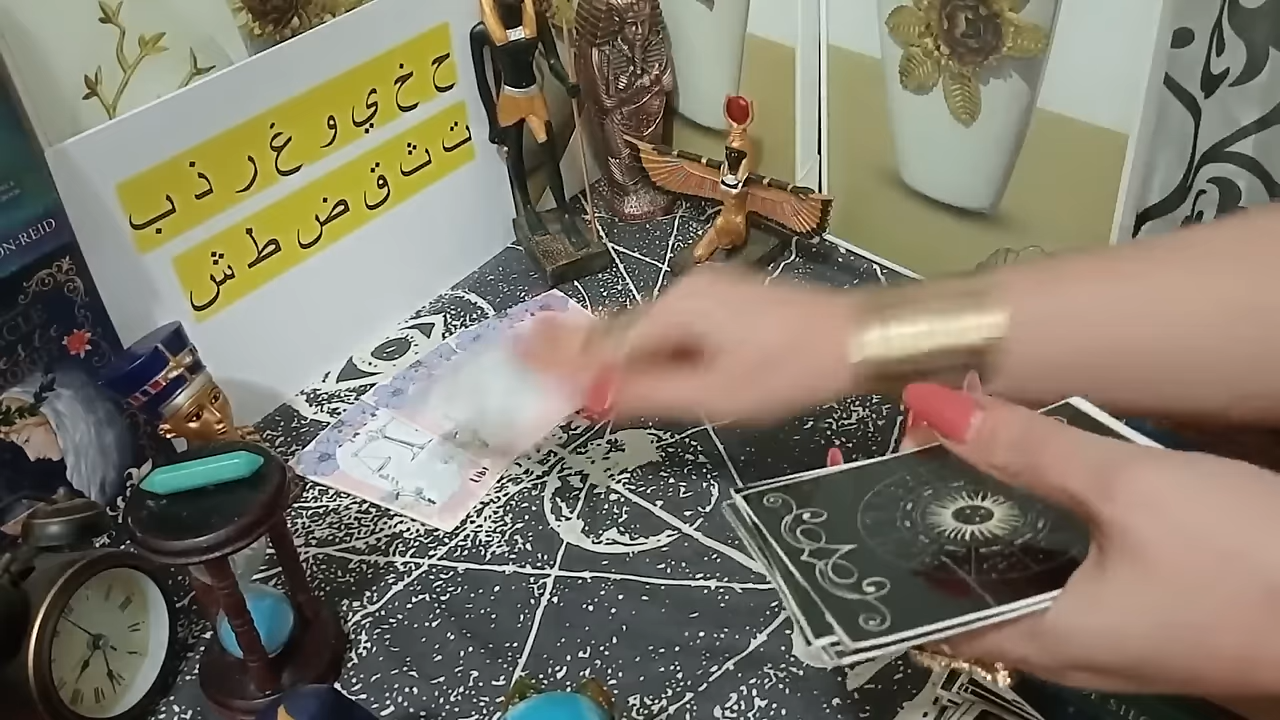 ح خ ي و غ ر ذ ب
ت ث ق ض ط ش
ON-REID